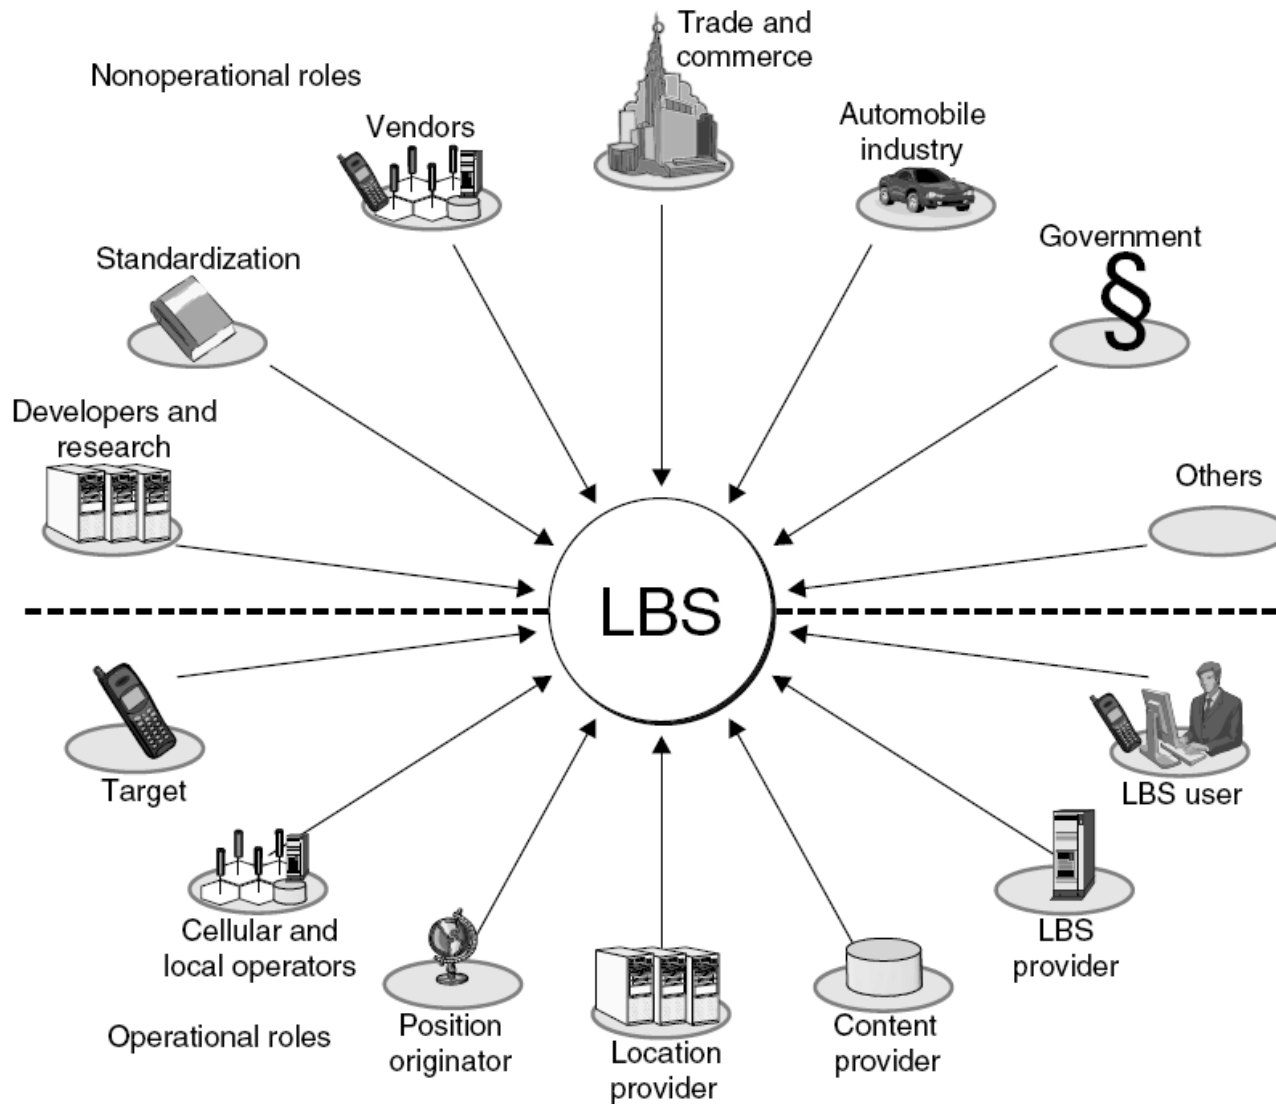 Trade and
commerce
Nonoperational roles
Vendors
Automobile
industry
Government
§
Standardization
Developers and
research
Others
LBS
Target
LBS user
Cellular and
local operators
LBS
provider
Position
originator
Content
provider
Location
provider
Operational roles